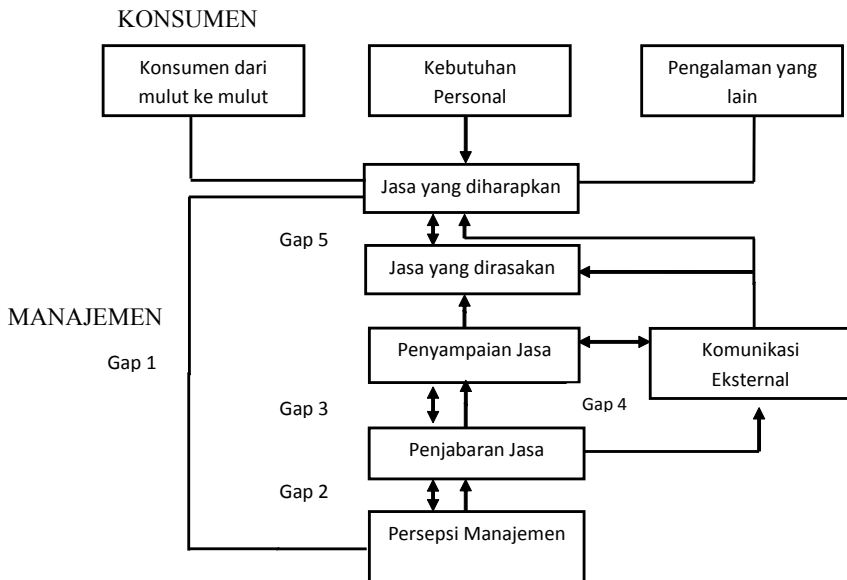 KONSUMEN
Konsumen dari
mulut ke mulut
Kebutuhan
Personal
Pengalaman yang
lain
Jasa yang diharapkan
Gap 5
Jasa yang dirasakan
MANAJEMEN
Gap 1
Penyampaian Jasa
Komunikasi
Eksternal
Gap 3
Gap 4
Penjabaran Jasa
Gap 2
Persepsi Manajemen